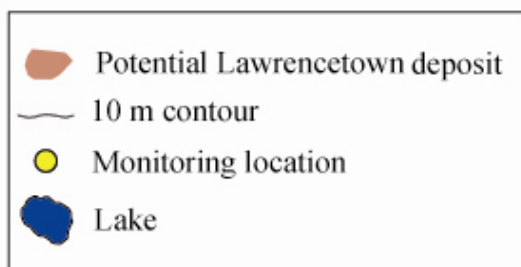 Potential Lawrencetown deposit
10 m contour
Monitoring location
Lake